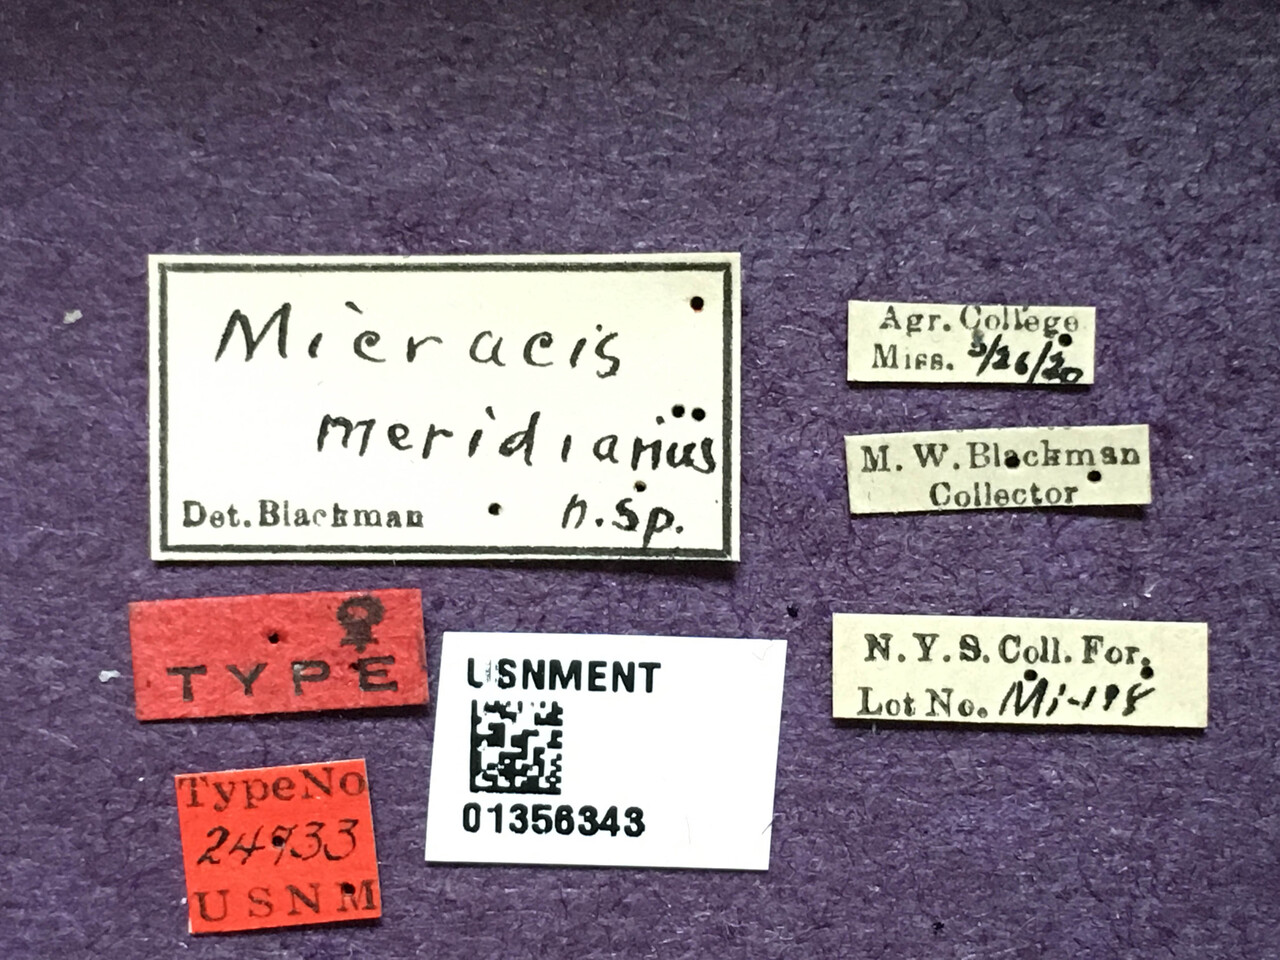 Micracis
meridianus
n. sp.
Det. Blackman
Agr. College
Miss. 3/26/20
M. W. Blackman
Collector
♀
TYPE
USNMENT
01356343
N. Y. S. Coll. For.
Lot No. Mi-198
Type No
24933
USNM